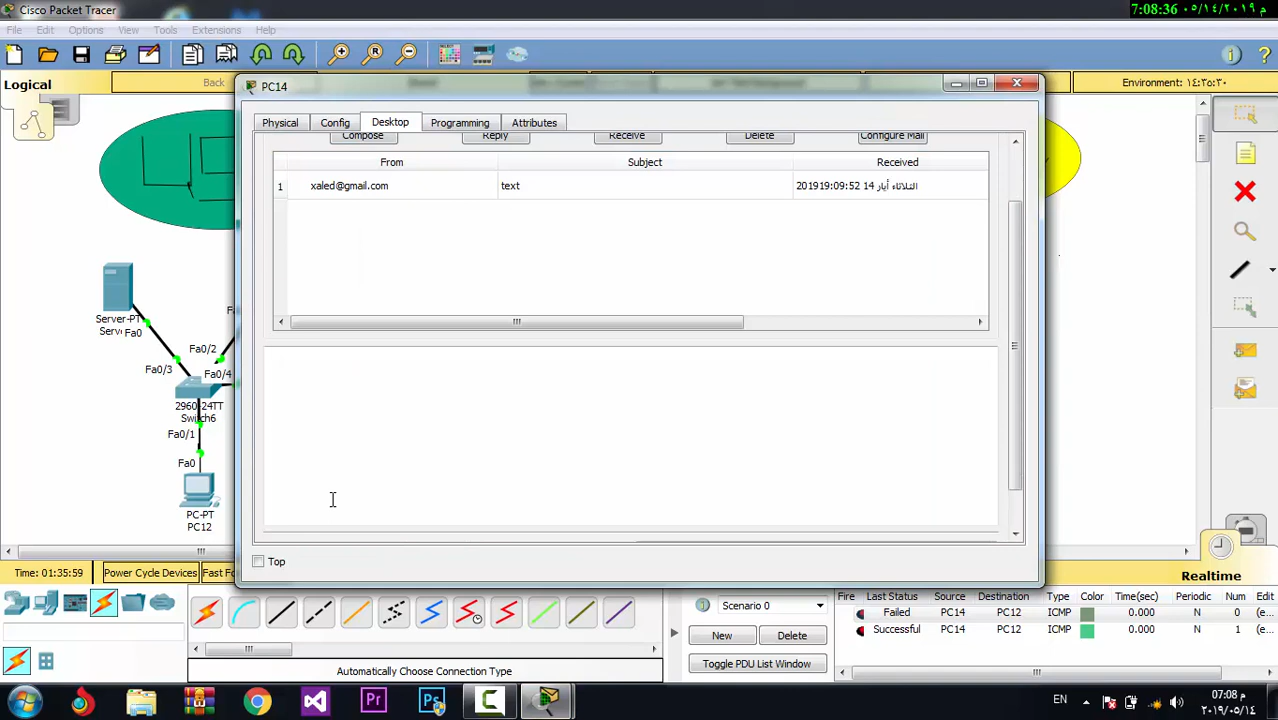 Cisco Packet Tracer
7:08:36 ٠٥/١٤/٢٠١٩ م
File Edit Options View Tools Extensions Help
Logical
Back
Environment: ١٤:٣٥:٣٠
PC14
Physical Config Desktop Programming Attributes
Compose Reply Receive Delete Configure Mail
From Subject Received
1 xaled@gmail.com text الثلاثاء أيار 14 201919:09:52
Server-PT
Fa0
Fa0/2
Fa0/3
Fa0/4
2960-24TT
Switch6
Fa0/1
Fa0
PC-PT
PC12
Top
Time: 01:35:59 Power Cycle Devices Fast Fo
Realtime
Scenario 0
Fire Last Status Source Destination Type Color Time(sec) Periodic Num Edit
Failed PC14 PC12 ICMP 0.000 N 0 (e...
Successful PC14 PC12 ICMP 0.000 N 1 (e...
New Delete
Toggle PDU List Window
Automatically Choose Connection Type
EN
07:08 م
٢٠١٩/٠٥/١٤